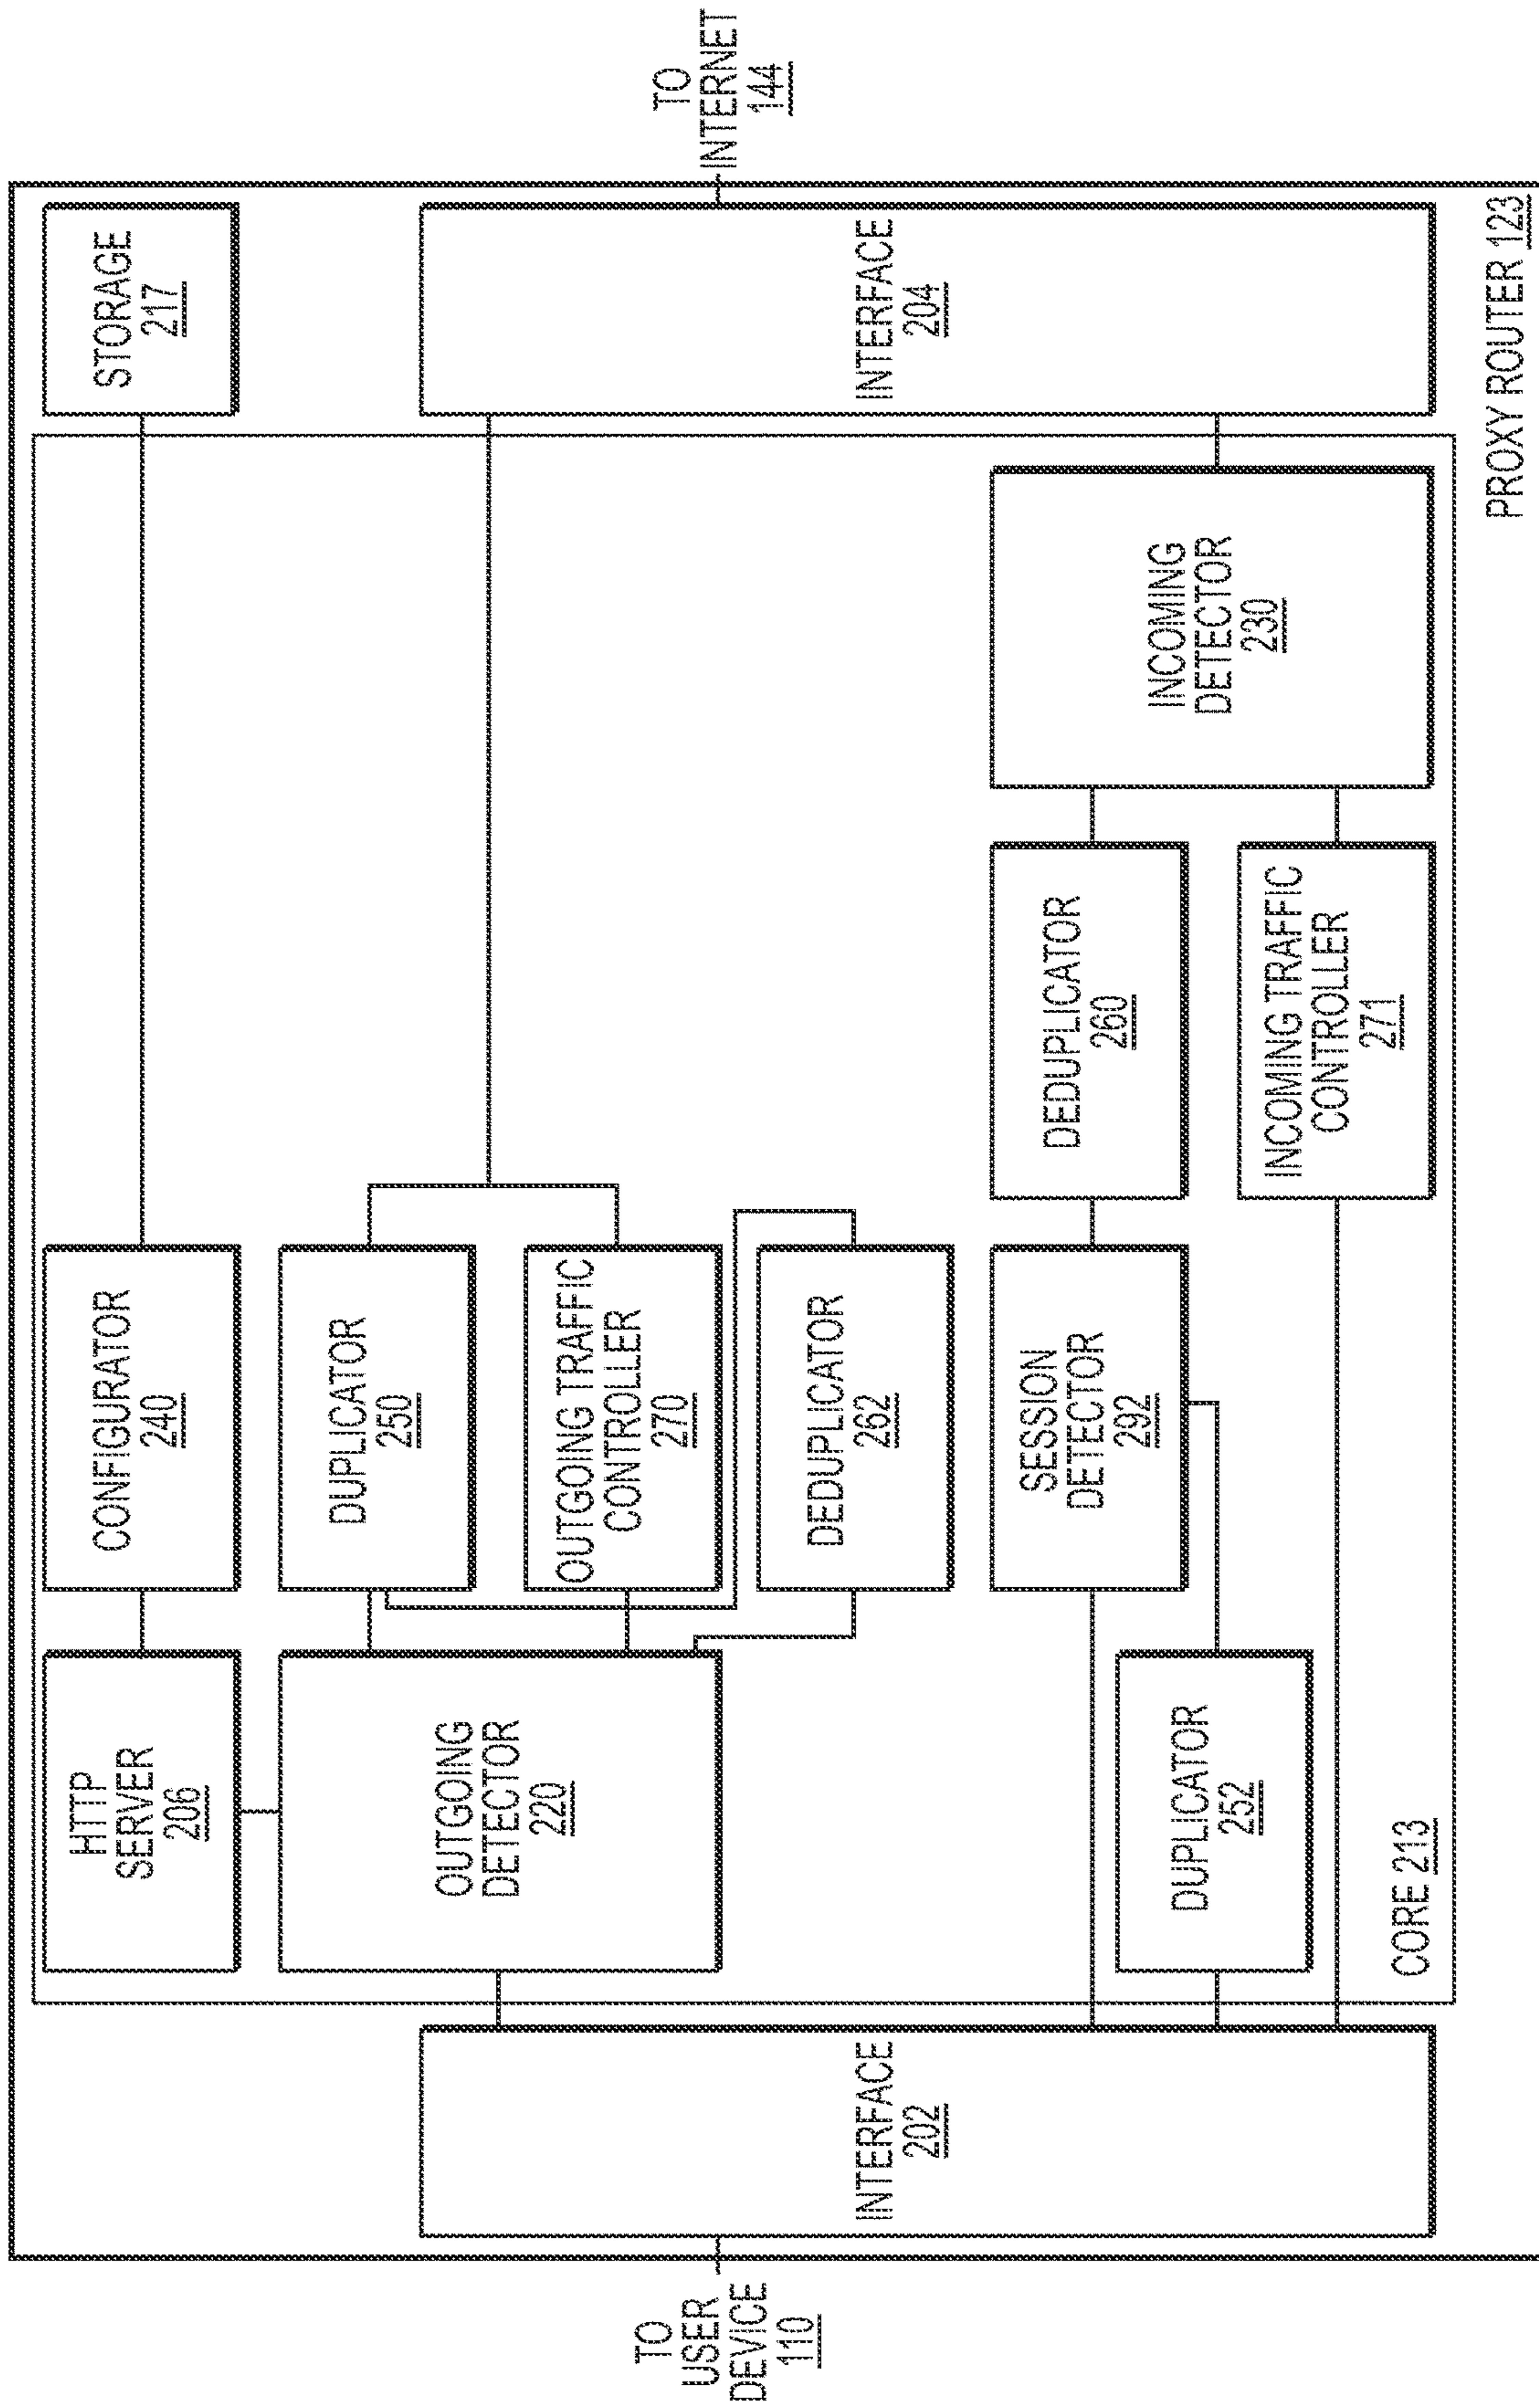 TO
USER
DEVICE
110
INTERFACE
202
HTTP
SERVER
206
OUTGOING
DETECTOR
220
DUPLICATOR
252
CORE 213
CONFIGURATOR
240
DUPLICATOR
250
OUTGOING TRAFFIC
CONTROLLER
270
DEDUPLICATOR
262
SESSION
DETECTOR
292
DEDUPLICATOR
260
INCOMING TRAFFIC
CONTROLLER
271
INCOMING
DETECTOR
230
STORAGE
217
INTERFACE
204
PROXY ROUTER 123
TO
INTERNET
144